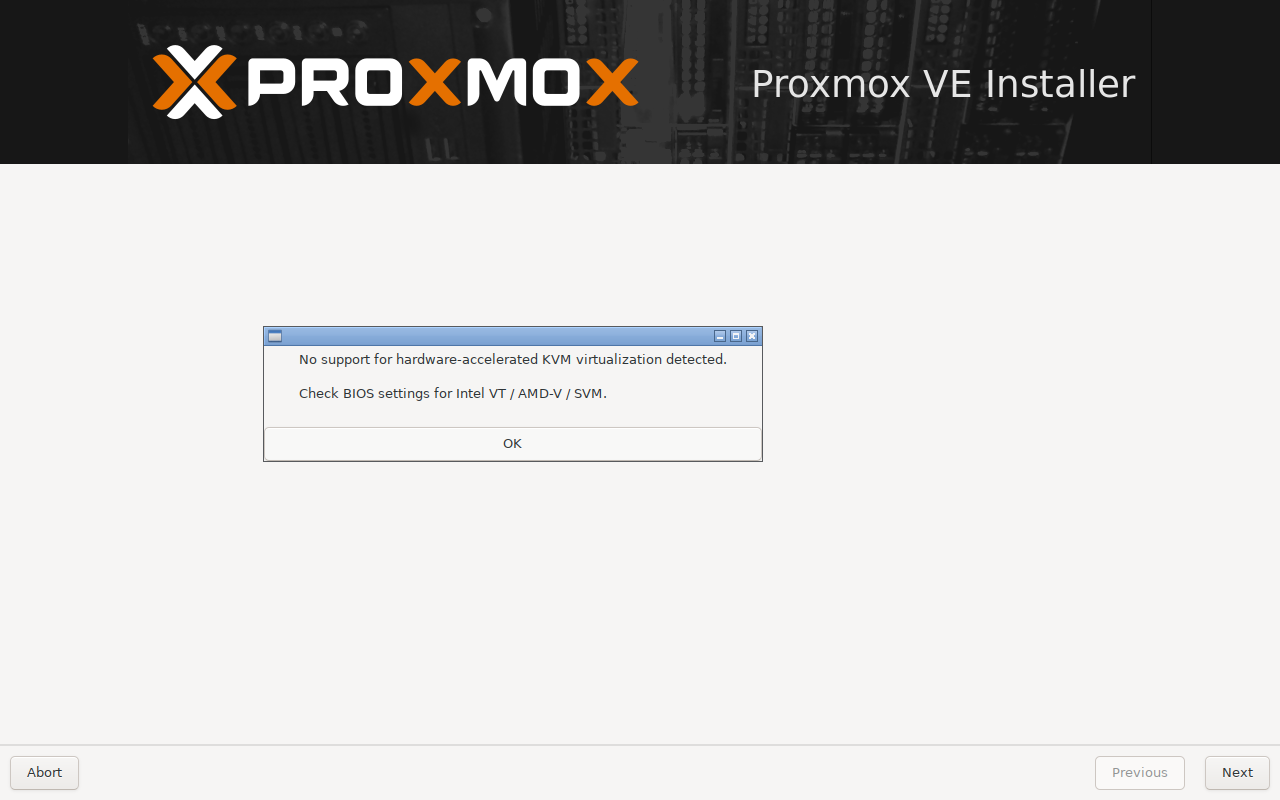 PROXMOX
Proxmox VE Installer
No support for hardware-accelerated KVM virtualization detected.
Check BIOS settings for Intel VT / AMD-V / SVM.
OK
Abort
Previous
Next